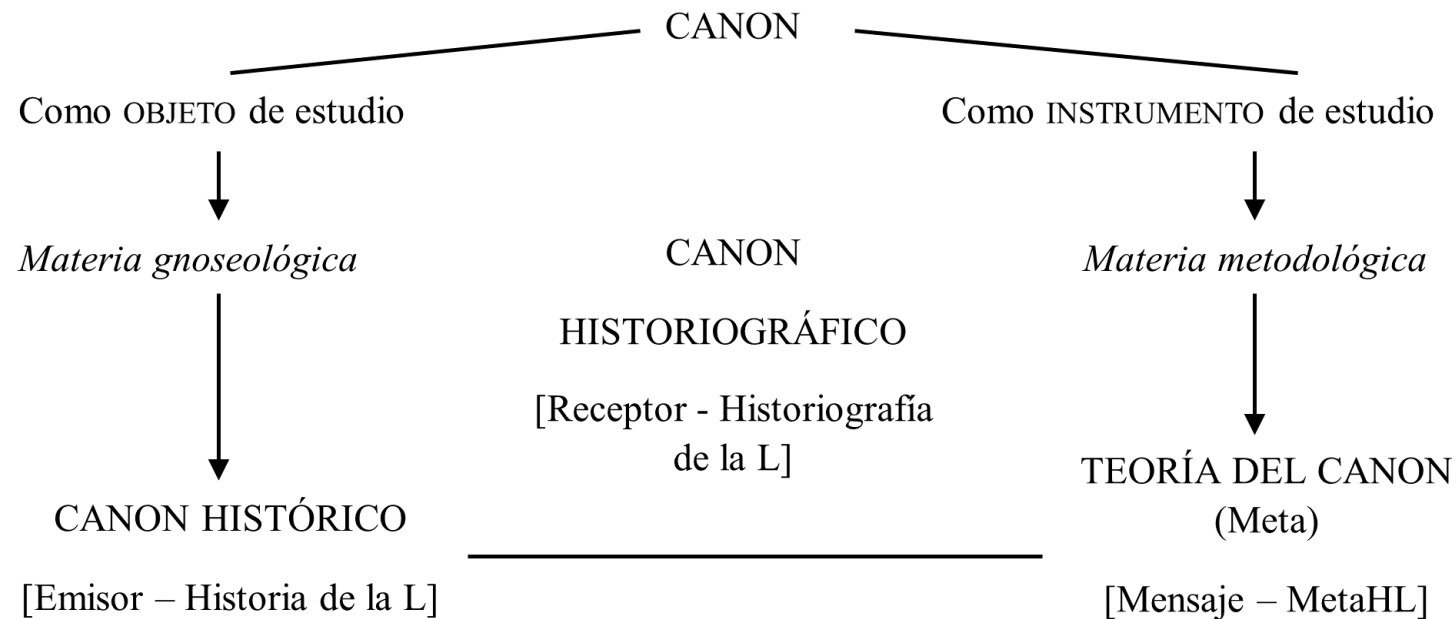 CANON
Como OBJETO de estudio
Como INSTRUMENTO de estudio
Materia gnoseológica
CANON
Materia metodológica
HISTORIOGRÁFICO
[Receptor - Historiografía
de la L]
TEORÍA DEL CANON
CANON HISTÓRICO
(Meta)
[Emisor – Historia de la L]
[Mensaje – MetaHL]